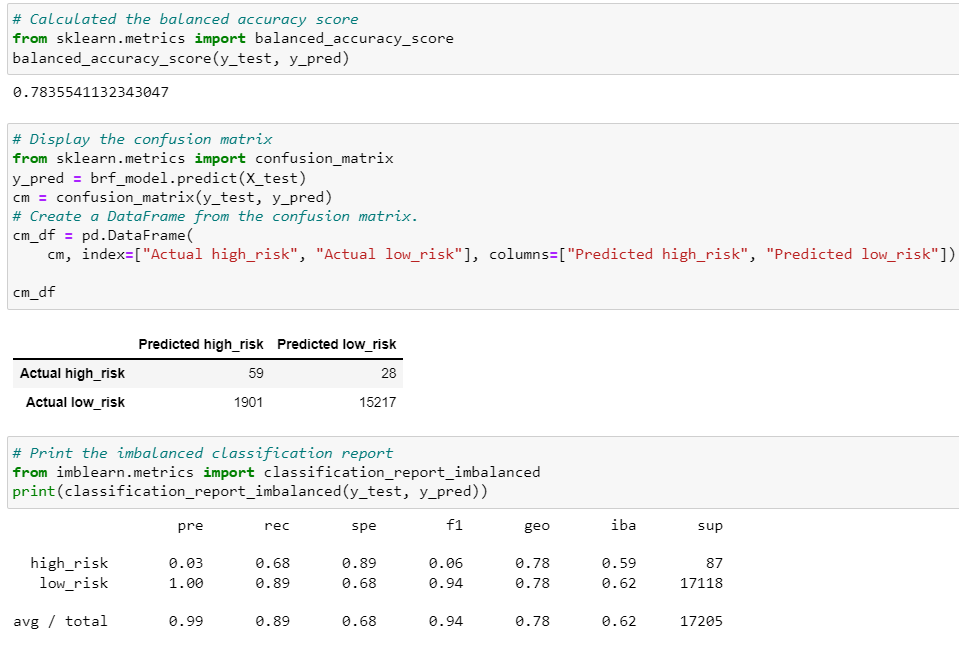 # Calculated the balanced accuracy score
from sklearn.metrics import balanced_accuracy_score
balanced_accuracy_score(y_test, y_pred)
0.7835541132343047
# Display the confusion matrix
from sklearn.metrics import confusion_matrix
y_pred = brf_model.predict(X_test)
cm = confusion_matrix(y_test, y_pred)
# Create a DataFrame from the confusion matrix.
cm_df = pd.DataFrame(
    cm, index=["Actual high_risk", "Actual low_risk"], columns=["Predicted high_risk", "Predicted low_risk"])
cm_df
Predicted high_risk Predicted low_risk
Actual high_risk 59 28
Actual low_risk 1901 15217
# Print the imbalanced classification report
from imblearn.metrics import classification_report_imbalanced
print(classification_report_imbalanced(y_test, y_pred))
pre rec spe f1 geo iba sup
high_risk 0.03 0.68 0.89 0.06 0.78 0.59 87
low_risk 1.00 0.89 0.68 0.94 0.78 0.62 17118
avg / total 0.99 0.89 0.68 0.94 0.78 0.62 17205